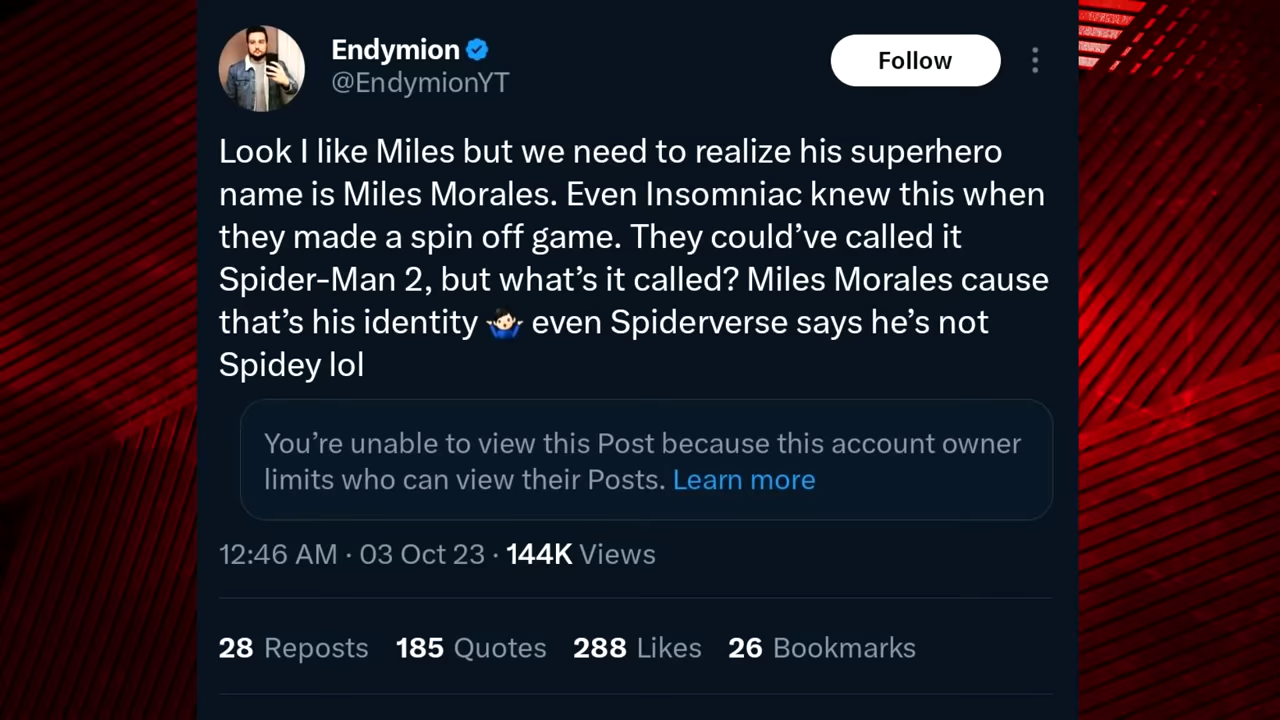 Endymion
@EndymionYT
Follow
Look I like Miles but we need to realize his superhero
name is Miles Morales. Even Insomniac knew this when
they made a spin off game. They could’ve called it
Spider-Man 2, but what’s it called? Miles Morales cause
that’s his identity 🤷🏻‍♂️ even Spiderverse says he’s not
Spidey lol
You’re unable to view this Post because this account owner
limits who can view their Posts. Learn more
12:46 AM · 03 Oct 23 · 144K Views
28 Reposts 185 Quotes 288 Likes 26 Bookmarks